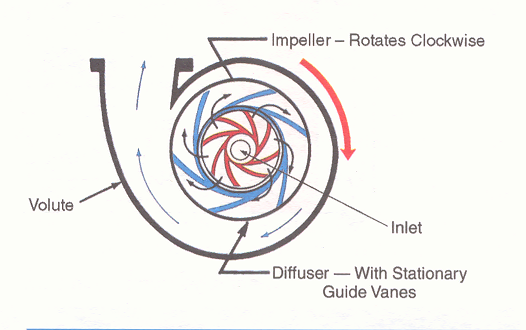 Impeller – Rotates Clockwise
Volute
Inlet
Diffuser — With Stationary
Guide Vanes